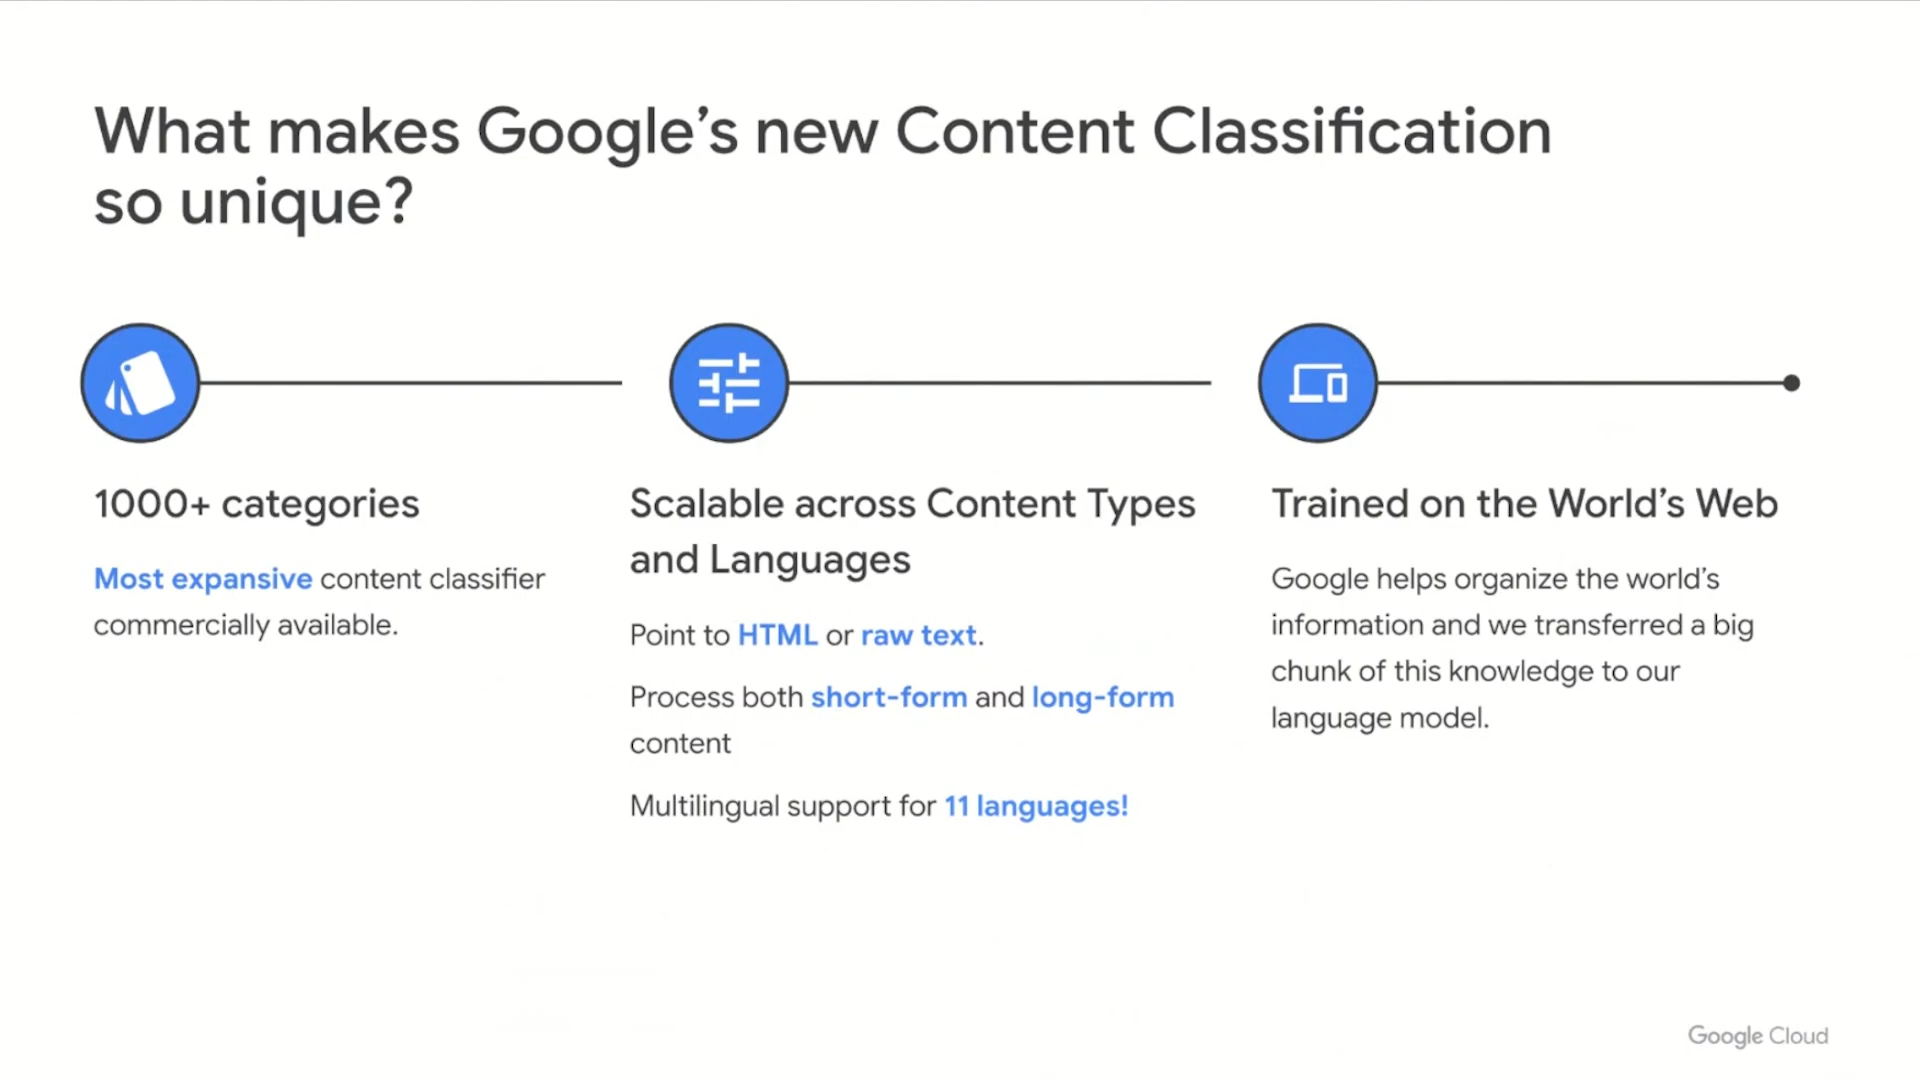 What makes Google's new Content Classification
so unique?
1000+ categories
Most expansive content classifier
commercially available.
Scalable across Content Types
and Languages
Point to HTML or raw text.
Process both short-form and long-form
content
Multilingual support for 11 languages!
Trained on the World's Web
Google helps organize the world's
information and we transferred a big
chunk of this knowledge to our
language model.
Google Cloud